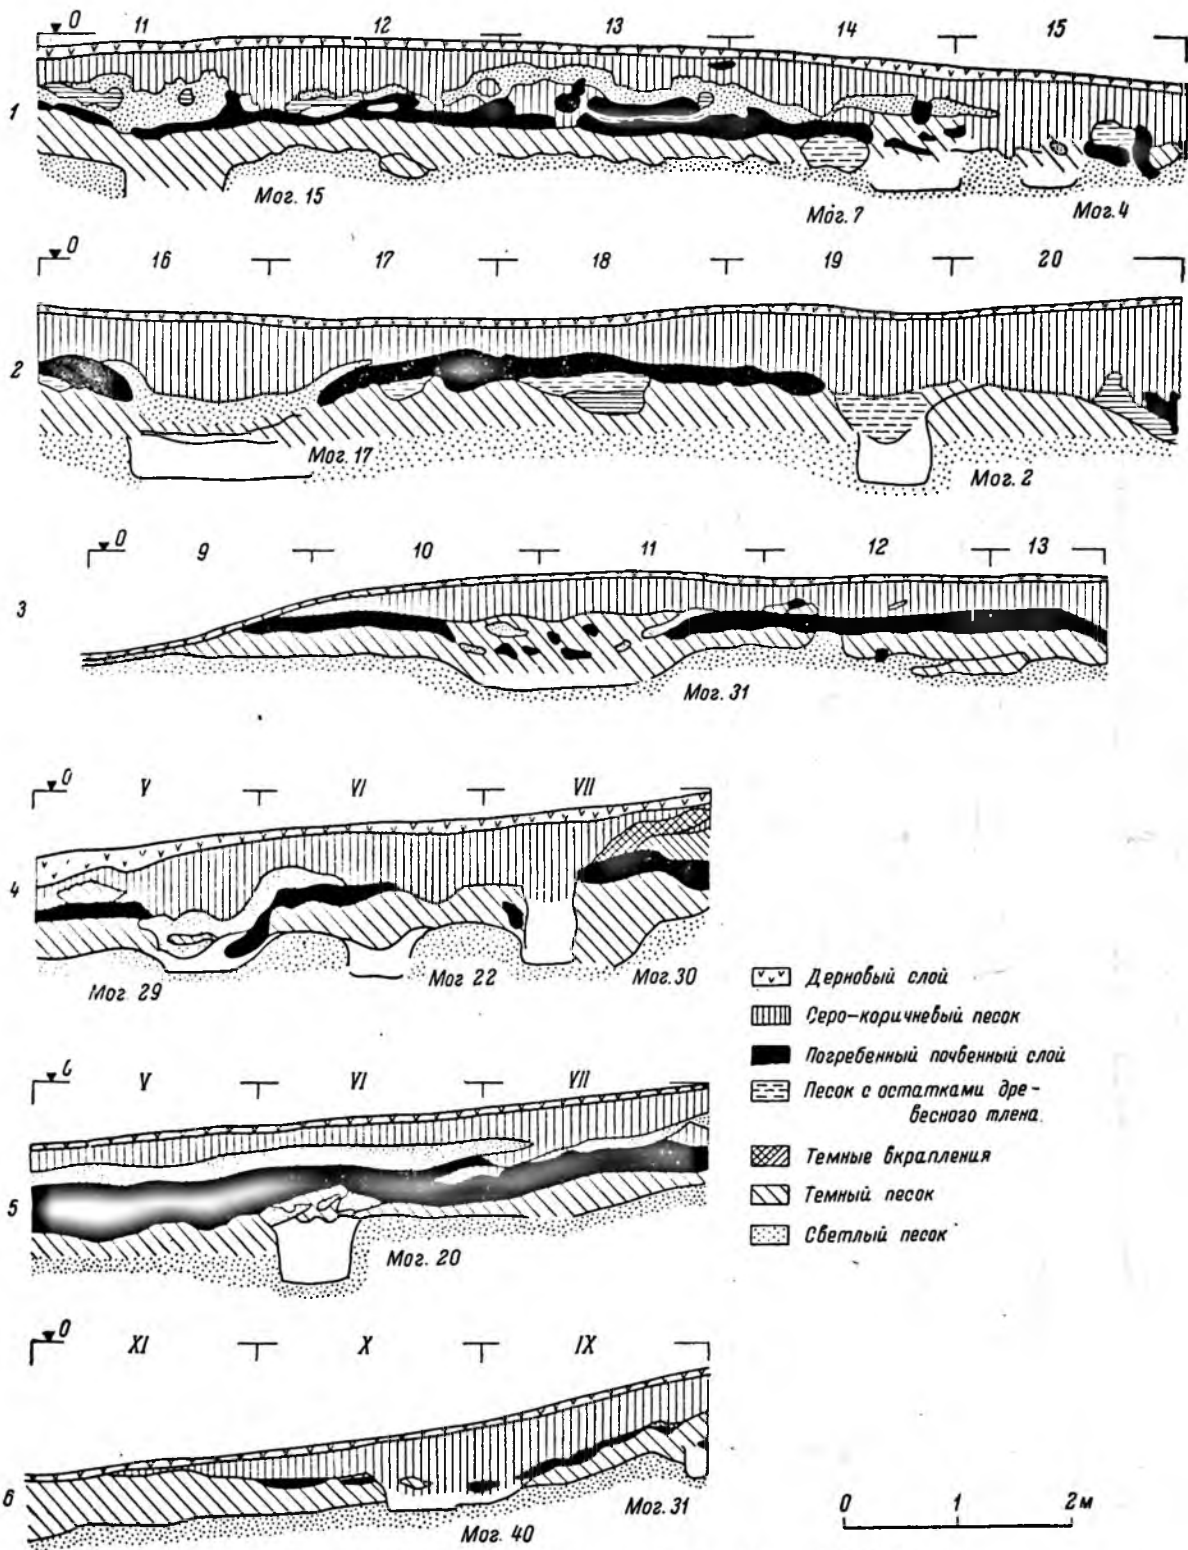 0 11 12 13 14 15
1
Мог. 15 Мог. 7 Мог. 4
0 16 17 18 19 20
2
Мог. 17 Мог. 2
0 9 10 11 12 13
3
Мог. 31
0 V VI VII
4
Мог. 29 Мог. 22 Мог. 30
Дерновый слой
Серо-коричневый песок
Погребенный почвенный слой
Песок с остатками дре-
весного тлена.
Темные вкрапления
Темный песок
Светлый песок
0 V VI VII
5
Мог. 20
0 XI X IX
6
Мог. 40 Мог. 31
0 1 2 м